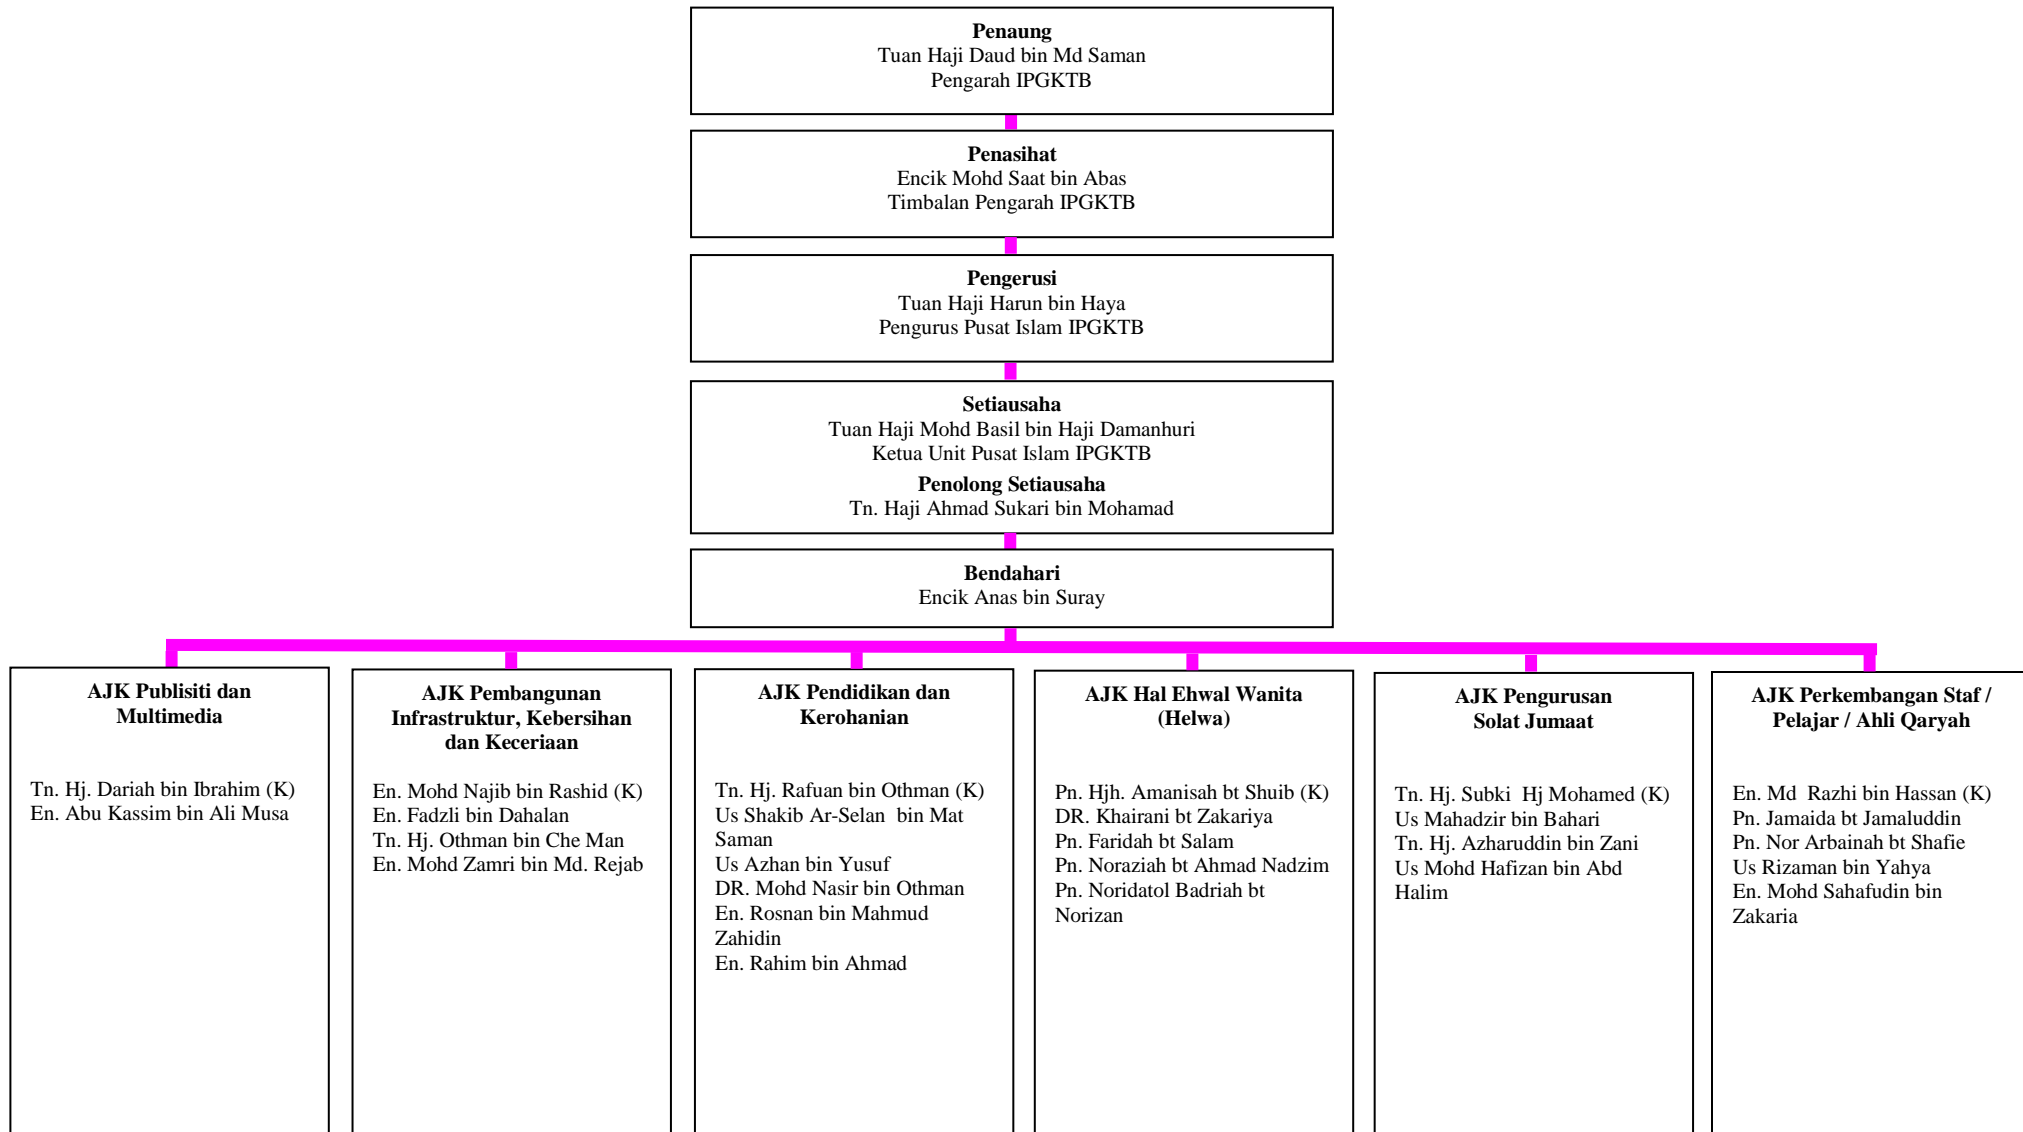 Penaung
Tuan Haji Daud bin Md Saman
Pengarah IPGKTB
Penasihat
Encik Mohd Saat bin Abas
Timbalan Pengarah IPGKTB
Pengerusi
Tuan Haji Harun bin Haya
Pengurus Pusat Islam IPGKTB
Setiausaha
Tuan Haji Mohd Basil bin Haji Damanhuri
Ketua Unit Pusat Islam IPGKTB
Penolong Setiausaha
Tn. Haji Ahmad Sukari bin Mohamad
Bendahari
Encik Anas bin Suray
AJK Publisiti dan
Multimedia
Tn. Hj. Dariah bin Ibrahim (K)
En. Abu Kassim bin Ali Musa
AJK Pembangunan
Infrastruktur, Kebersihan
dan Keceriaan
En. Mohd Najib bin Rashid (K)
En. Fadzli bin Dahalan
Tn. Hj. Othman bin Che Man
En. Mohd Zamri bin Md. Rejab
AJK Pendidikan dan
Kerohanian
Tn. Hj. Rafuan bin Othman (K)
Us Shakib Ar-Selan  bin Mat
Saman
Us Azhan bin Yusuf
DR. Mohd Nasir bin Othman
En. Rosnan bin Mahmud
Zahidin
En. Rahim bin Ahmad
AJK Hal Ehwal Wanita
(Helwa)
Pn. Hjh. Amanisah bt Shuib (K)
DR. Khairani bt Zakariya
Pn. Faridah bt Salam
Pn. Noraziah bt Ahmad Nadzim
Pn. Noridatol Badriah bt
Norizan
AJK Pengurusan
Solat Jumaat
Tn. Hj. Subki  Hj Mohamed (K)
Us Mahadzir bin Bahari
Tn. Hj. Azharuddin bin Zani
Us Mohd Hafizan bin Abd
Halim
AJK Perkembangan Staf /
Pelajar / Ahli Qaryah
En. Md  Razhi bin Hassan (K)
Pn. Jamaida bt Jamaluddin
Pn. Nor Arbainah bt Shafie
Us Rizaman bin Yahya
En. Mohd Sahafudin bin
Zakaria